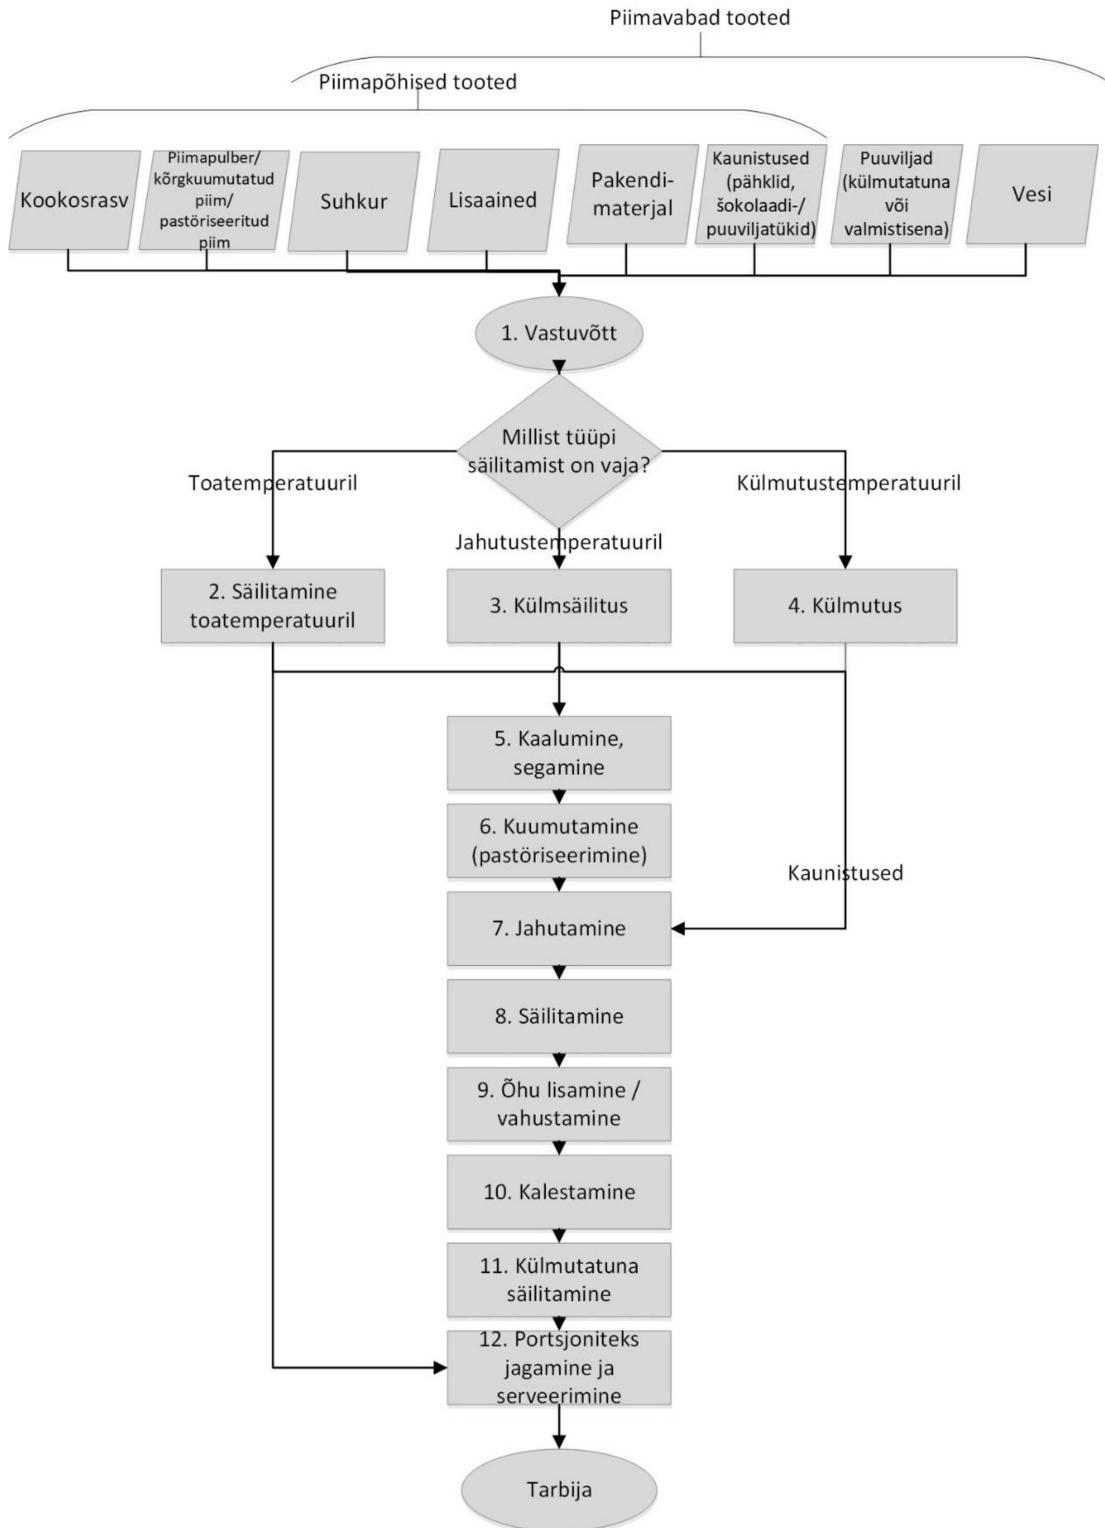 Piimavabad tooted
Piimapõhised tooted
Kookosrasv
Piimapulber/
kõrgkuumutatud
piim/
pastöriseeritud
piim
Suhkur
Lisaained
Pakendi-
materjal
Kaunistused
(pähklid,
šokolaadi-/
puuviljatükid)
Puuviljad
(külmutatuna
või
valmistisena)
Vesi
1. Vastuvõtt
Millist tüüpi
säilitamist on vaja?
Toatemperatuuril
Jahutustemperatuuril
Külmutustemperatuuril
2. Säilitamine
toatemperatuuril
3. Külmsäilitus
4. Külmutus
5. Kaalumine,
segamine
6. Kuumutamine
(pastöriseerimine)
Kaunistused
7. Jahutamine
8. Säilitamine
9. Õhu lisamine /
vahustamine
10. Kalestamine
11. Külmutatuna
säilitamine
12. Portsjoniteks
jagamine ja
serveerimine
Tarbija